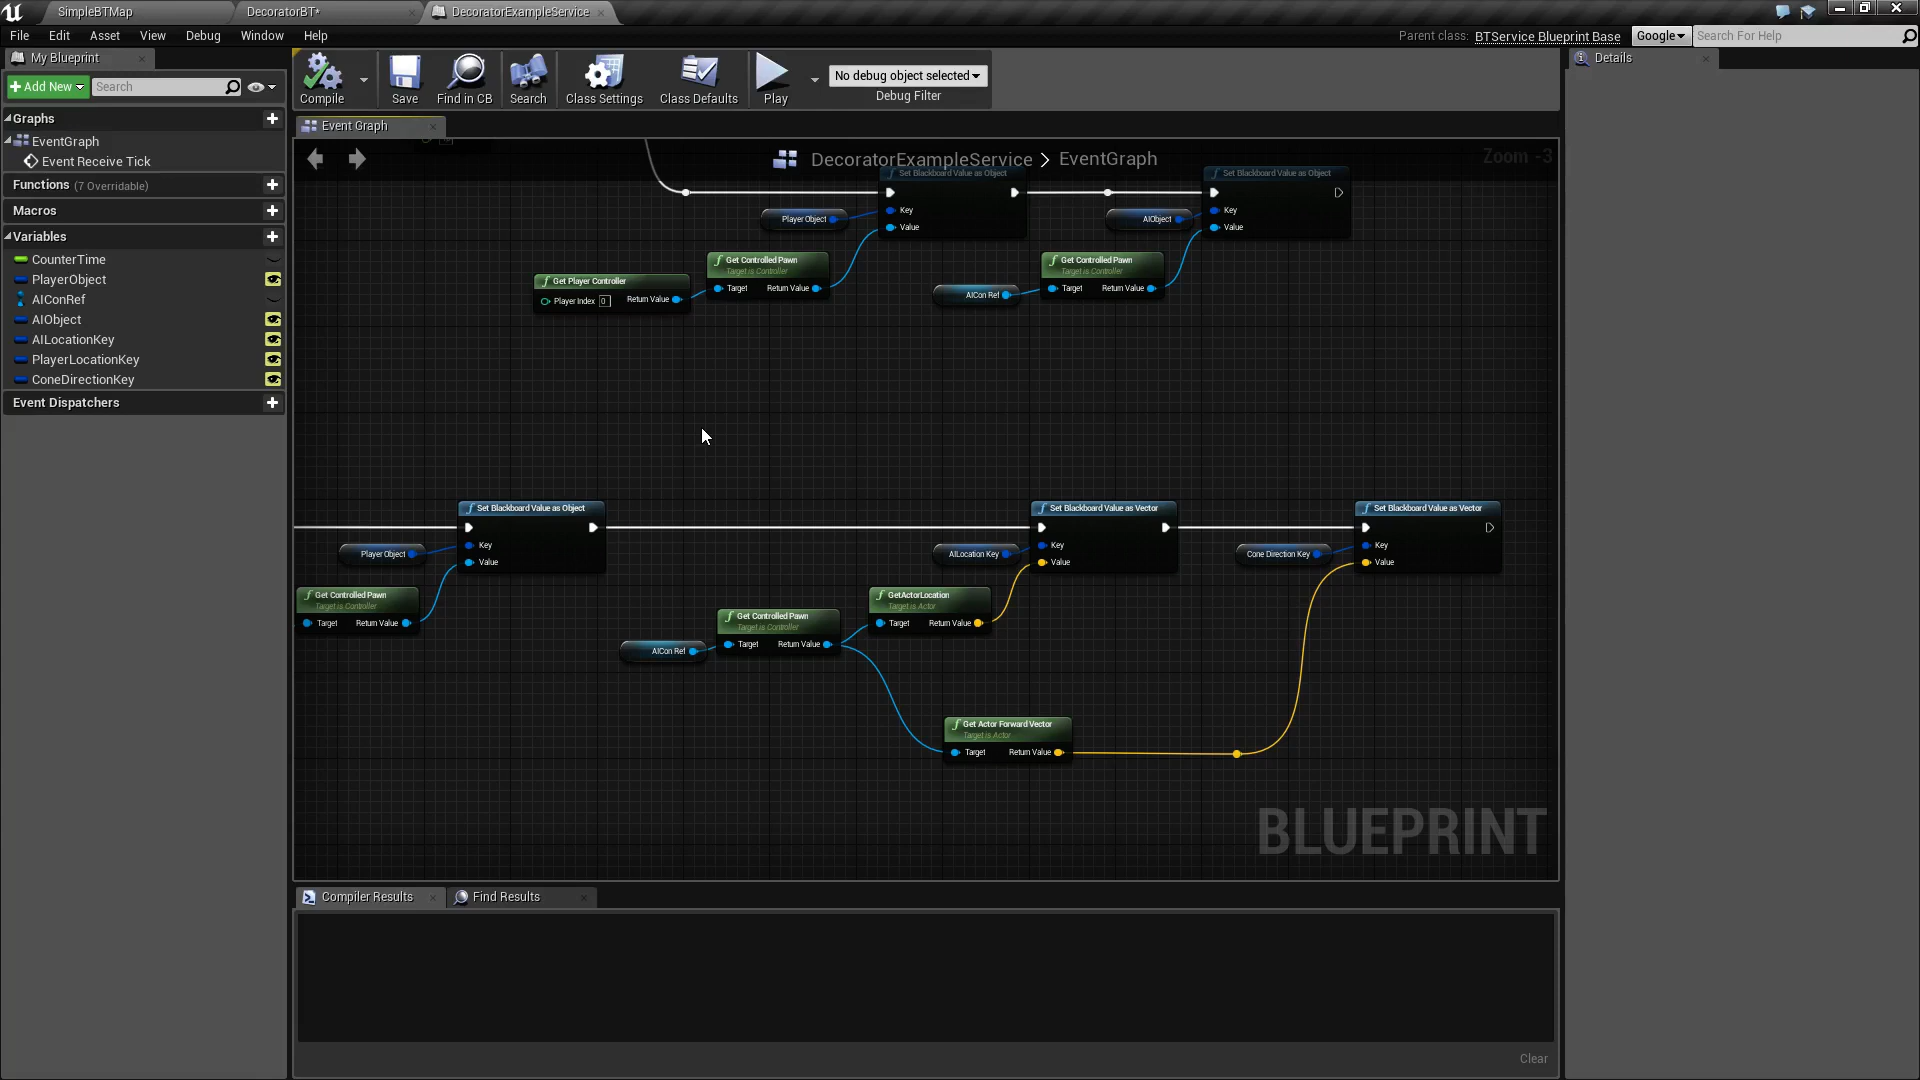 SimpleBTMap
DecoratorBT*
DecoratorExampleService
File
Edit
Asset
View
Debug
Window
Help
Parent class:
BTService Blueprint Base
Google
Search For Help
My Blueprint
Add New
Search
Compile
Save
Find in CB
Search
Class Settings
Class Defaults
Play
No debug object selected
Debug Filter
Details
Graphs
EventGraph
Event Receive Tick
Functions (7 Overridable)
Macros
Variables
CounterTime
PlayerObject
AIConRef
AIObject
AILocationKey
PlayerLocationKey
ConeDirectionKey
Event Dispatchers
Event Graph
DecoratorExampleService > EventGraph
Zoom -3
Set Blackboard Value as Object
Key
Value
Player Object
Set Blackboard Value as Object
Key
Value
AIObject
Get Player Controller
Player Index 0
Return Value
Get Controlled Pawn
Target is Controller
Target
Return Value
AICon Ref
Get Controlled Pawn
Target is Controller
Target
Return Value
Set Blackboard Value as Object
Key
Value
Player Object
Get Controlled Pawn
Target is Controller
Target
Return Value
Set Blackboard Value as Vector
Key
Value
AILocation Key
Set Blackboard Value as Vector
Key
Value
Cone Direction Key
GetActorLocation
Target is Actor
Target
Return Value
AICon Ref
Get Controlled Pawn
Target is Controller
Target
Return Value
Get Actor Forward Vector
Target is Actor
Target
Return Value
BLUEPRINT
Compiler Results
Find Results
Clear